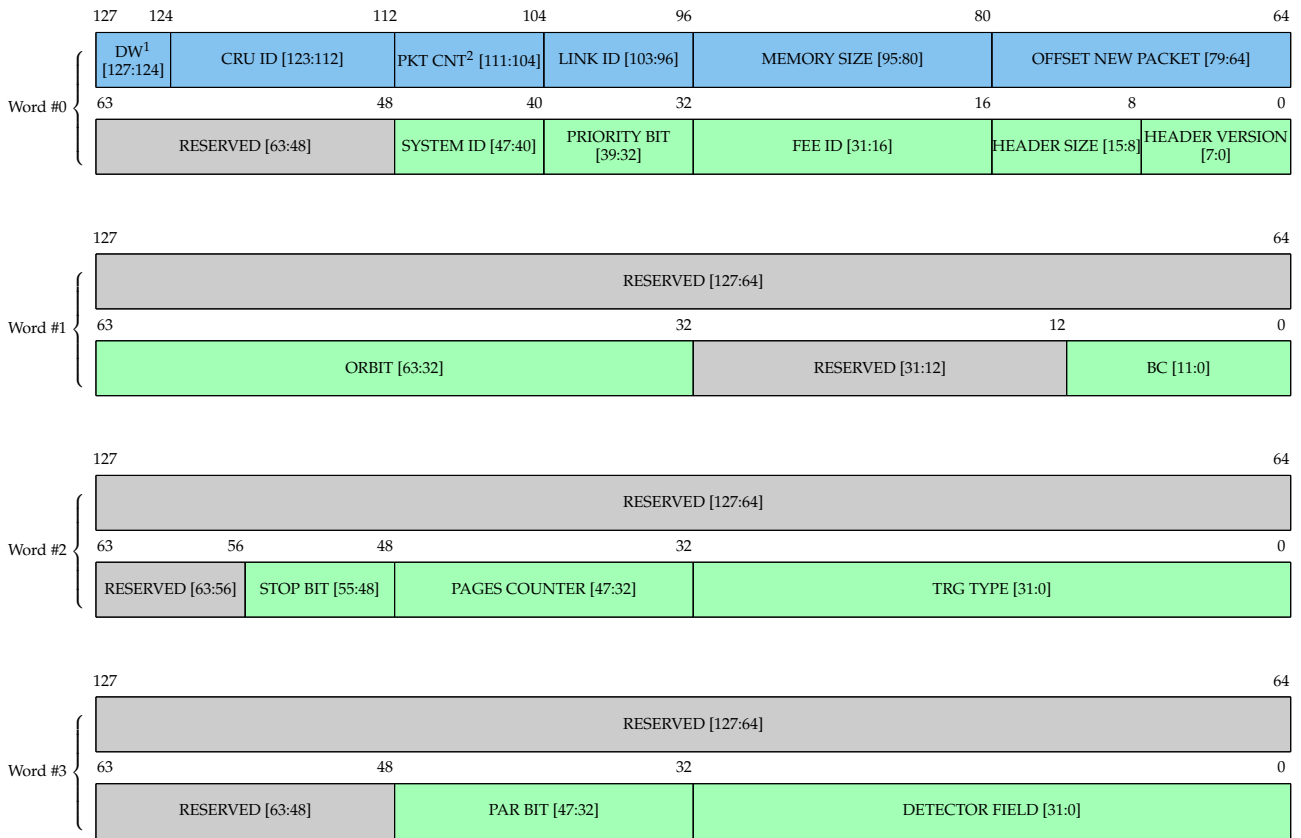 127 124 112 104 96 80 64
DW¹ [127:124] CRU ID [123:112] PKT CNT² [111:104] LINK ID [103:96] MEMORY SIZE [95:80] OFFSET NEW PACKET [79:64]
Word #0
63 48 40 32 16 8 0
RESERVED [63:48] SYSTEM ID [47:40] PRIORITY BIT [39:32] FEE ID [31:16] HEADER SIZE [15:8] HEADER VERSION [7:0]
127 64
RESERVED [127:64]
Word #1
63 32 12 0
ORBIT [63:32] RESERVED [31:12] BC [11:0]
127 64
RESERVED [127:64]
Word #2
63 56 48 32 0
RESERVED [63:56] STOP BIT [55:48] PAGES COUNTER [47:32] TRG TYPE [31:0]
127 64
RESERVED [127:64]
Word #3
63 48 32 0
RESERVED [63:48] PAR BIT [47:32] DETECTOR FIELD [31:0]